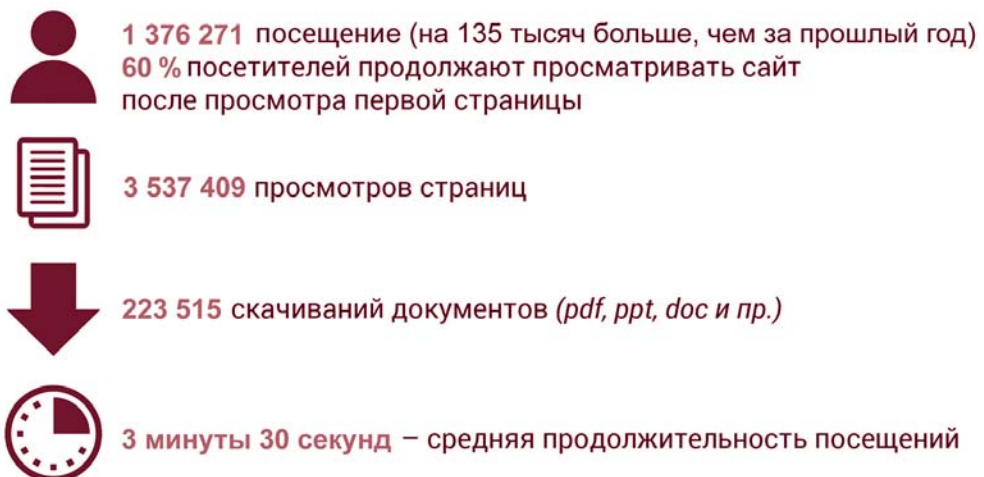 1 376 271 посещение (на 135 тысяч больше, чем за прошлый год)
60 % посетителей продолжают просматривать сайт
после просмотра первой страницы
3 537 409 просмотров страниц
223 515 скачиваний документов (pdf, ppt, doc и пр.)
3 минуты 30 секунд – средняя продолжительность посещений